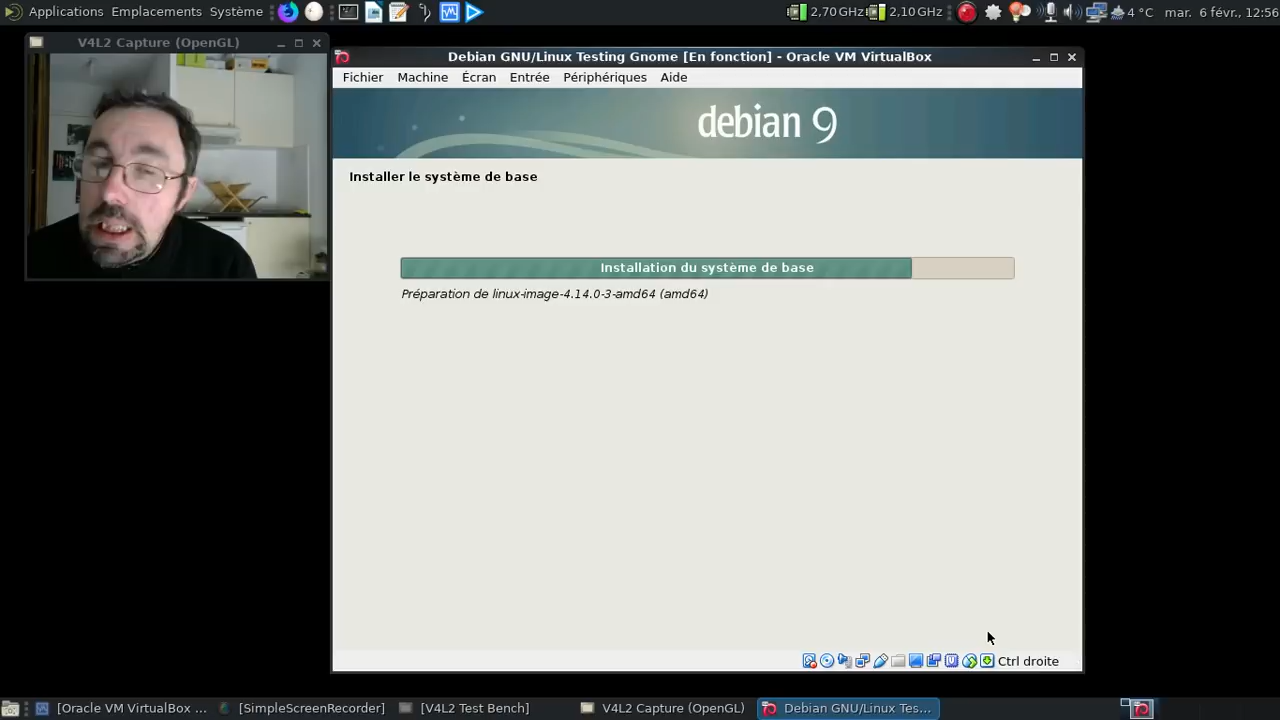 Applications Emplacements Système 2,70 GHz 2,10 GHz 4 °C mar. 6 févr., 12:56
V4L2 Capture (OpenGL)
Debian GNU/Linux Testing Gnome [En fonction] - Oracle VM VirtualBox
Fichier Machine Écran Entrée Périphériques Aide
debian 9
Installer le système de base
Installation du système de base
Préparation de linux-image-4.14.0-3-amd64 (amd64)
Ctrl droite
[Oracle VM VirtualBox ... [SimpleScreenRecorder] [V4L2 Test Bench] V4L2 Capture (OpenGL) Debian GNU/Linux Tes...